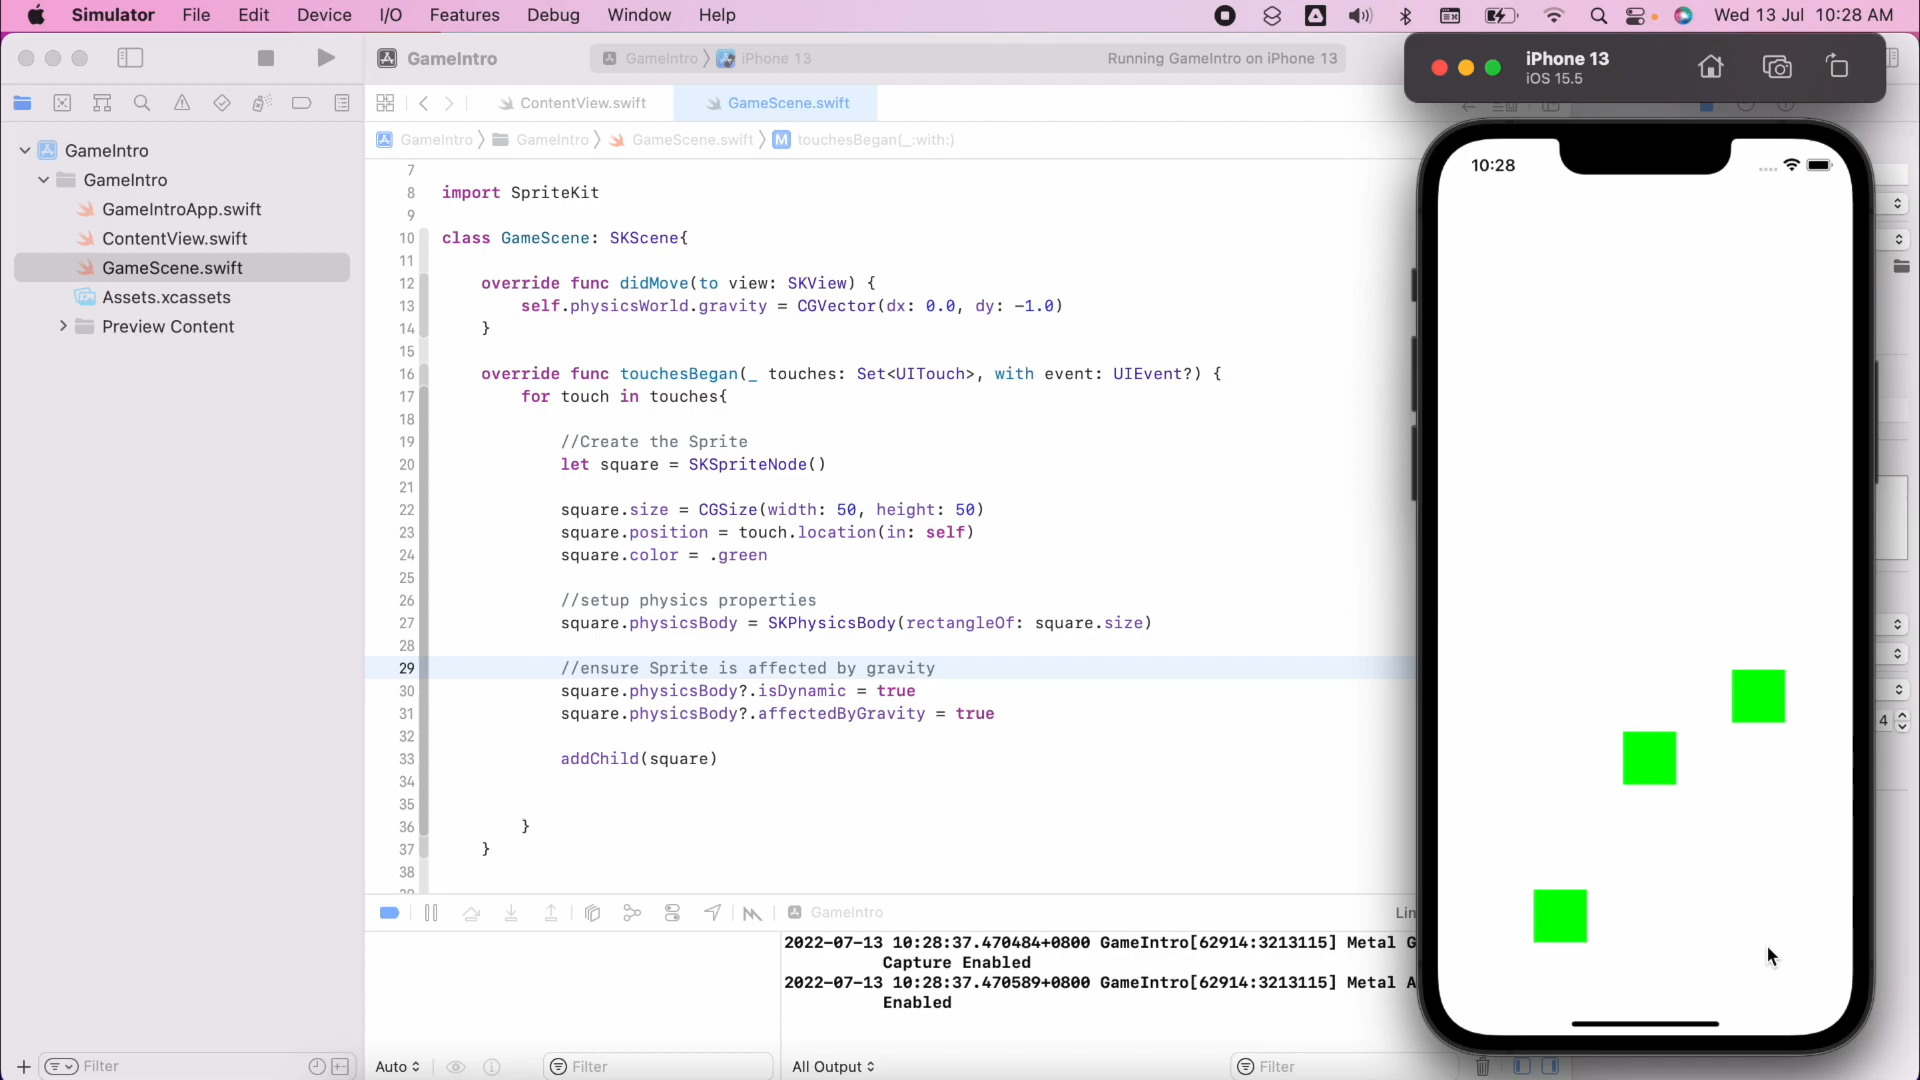 Simulator File Edit Device I/O Features Debug Window Help Wed 13 Jul 10:28 AM
GameIntro GameIntro iPhone 13 Running GameIntro on iPhone 13
iPhone 13
iOS 15.5
ContentView.swift GameScene.swift
GameIntro GameIntro GameScene.swift M touchesBegan(_:with:)
GameIntro
GameIntro
GameIntroApp.swift
ContentView.swift
GameScene.swift
Assets.xcassets
Preview Content
7
8 import SpriteKit
9
10 class GameScene: SKScene{
11
12 override func didMove(to view: SKView) {
13 self.physicsWorld.gravity = CGVector(dx: 0.0, dy: -1.0)
14 }
15
16 override func touchesBegan(_ touches: Set<UITouch>, with event: UIEvent?) {
17 for touch in touches{
18
19 //Create the Sprite
20 let square = SKSpriteNode()
21
22 square.size = CGSize(width: 50, height: 50)
23 square.position = touch.location(in: self)
24 square.color = .green
25
26 //setup physics properties
27 square.physicsBody = SKPhysicsBody(rectangleOf: square.size)
28
29 //ensure Sprite is affected by gravity
30 square.physicsBody?.isDynamic = true
31 square.physicsBody?.affectedByGravity = true
32
33 addChild(square)
34
35
36 }
37 }
38
10:28
4
GameIntro Lin
2022-07-13 10:28:37.470484+0800 GameIntro[62914:3213115] Metal G
Capture Enabled
2022-07-13 10:28:37.470589+0800 GameIntro[62914:3213115] Metal A
Enabled
Filter Auto Filter All Output Filter